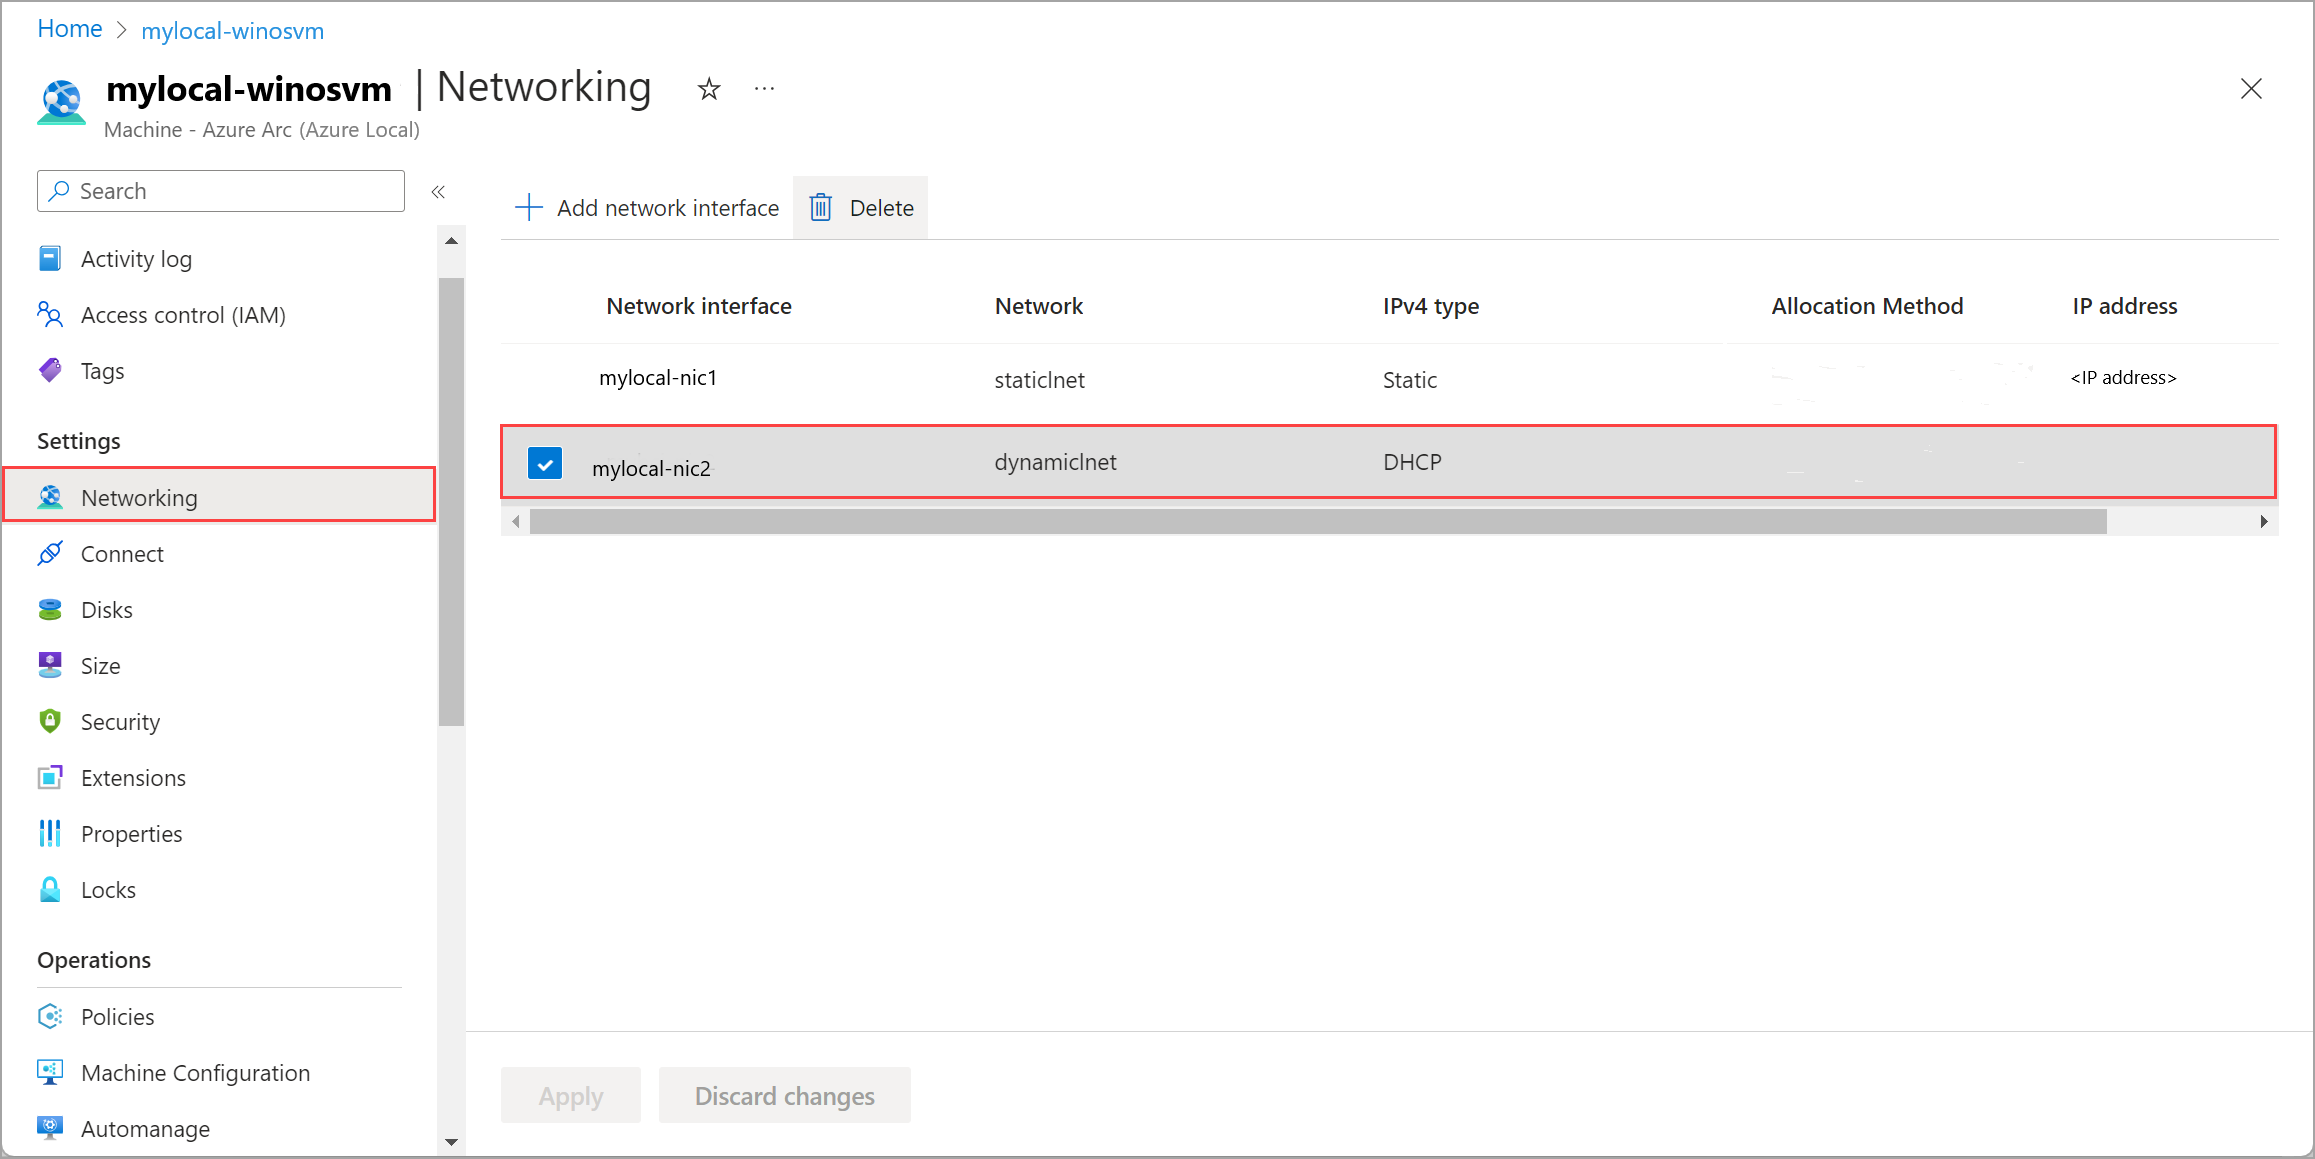 Home > mylocal-winosvm
mylocal-winosvm | Networking
Machine - Azure Arc (Azure Local)
Search
Activity log
Access control (IAM)
Tags
Settings
Networking
Connect
Disks
Size
Security
Extensions
Properties
Locks
Operations
Policies
Machine Configuration
Automanage
Add network interface Delete
Network interface Network IPv4 type Allocation Method IP address
mylocal-nic1 staticlnet Static <IP address>
mylocal-nic2 dynamiclnet DHCP
Apply Discard changes